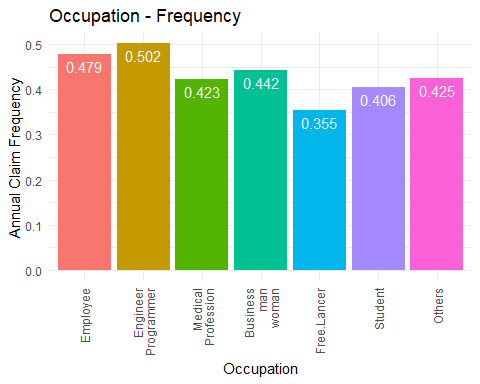 Occupation - Frequency
Annual Claim Frequency
0.5
0.4
0.3
0.2
0.1
0.0
0.479
0.502
0.423
0.442
0.355
0.406
0.425
Employee
Engineer
Programmer
Medical
Profession
Business
man
woman
Free.Lancer
Student
Others
Occupation